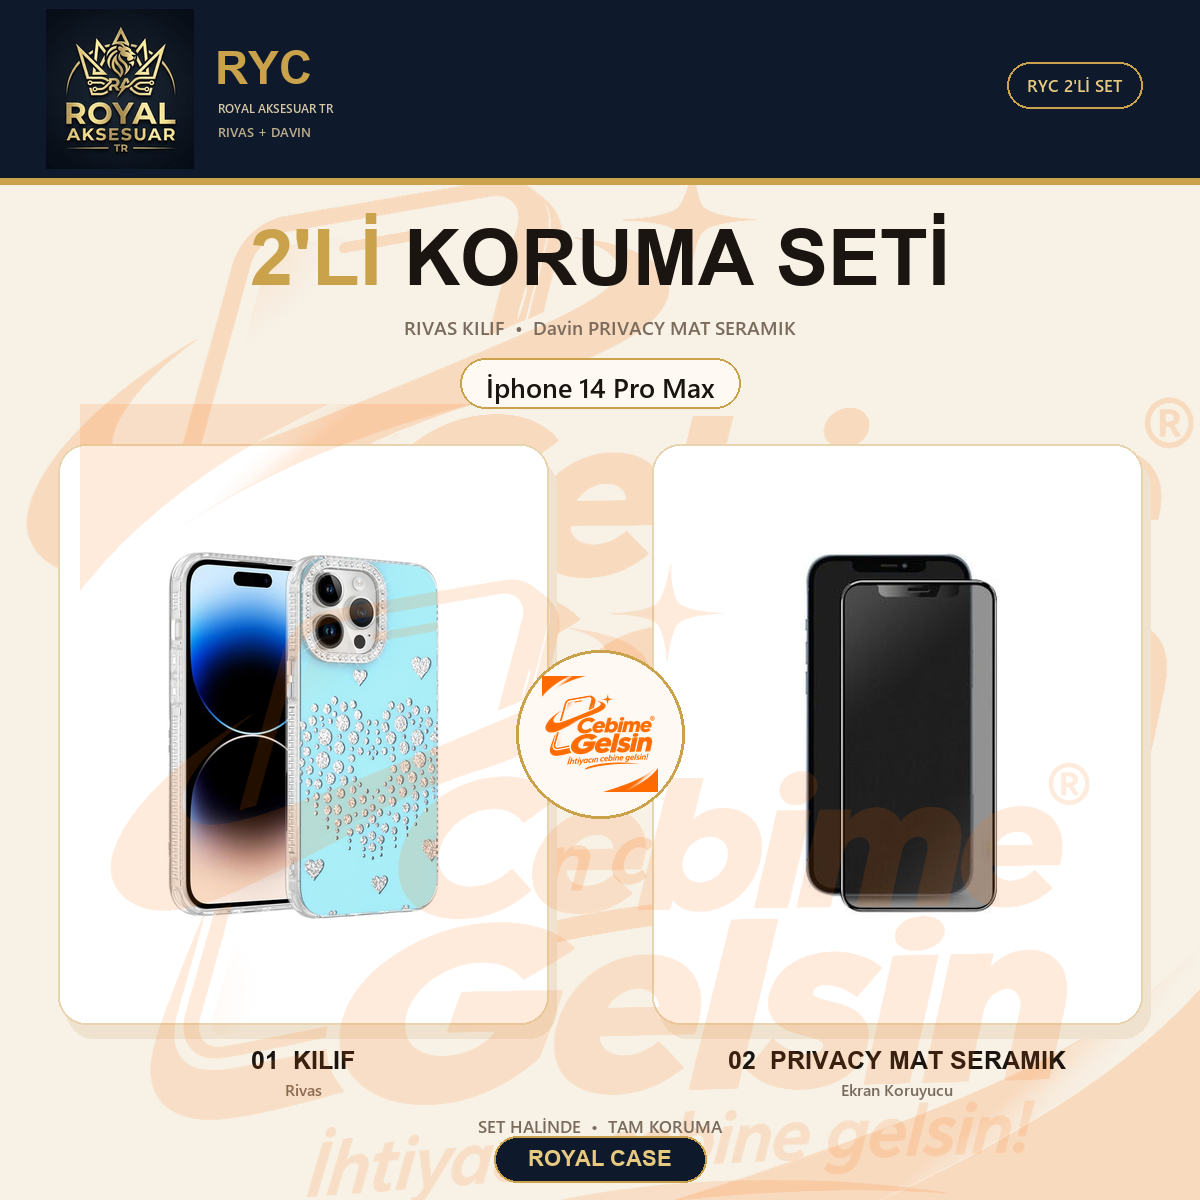 ROYAL
AKSESUAR
TR
RYC
ROYAL AKSESUAR TR
RIVAS + DAVIN
RYC 2'Lİ SET
2'Lİ KORUMA SETİ
RIVAS KILIF • Davin PRIVACY MAT SERAMIK
İphone 14 Pro Max
Cebime®
Gelsin
İhtiyacın cebine gelsin!
01 KILIF
Rivas
02 PRIVACY MAT SERAMIK
Ekran Koruyucu
SET HALİNDE • TAM KORUMA
ROYAL CASE
Cebime®
Gelsin